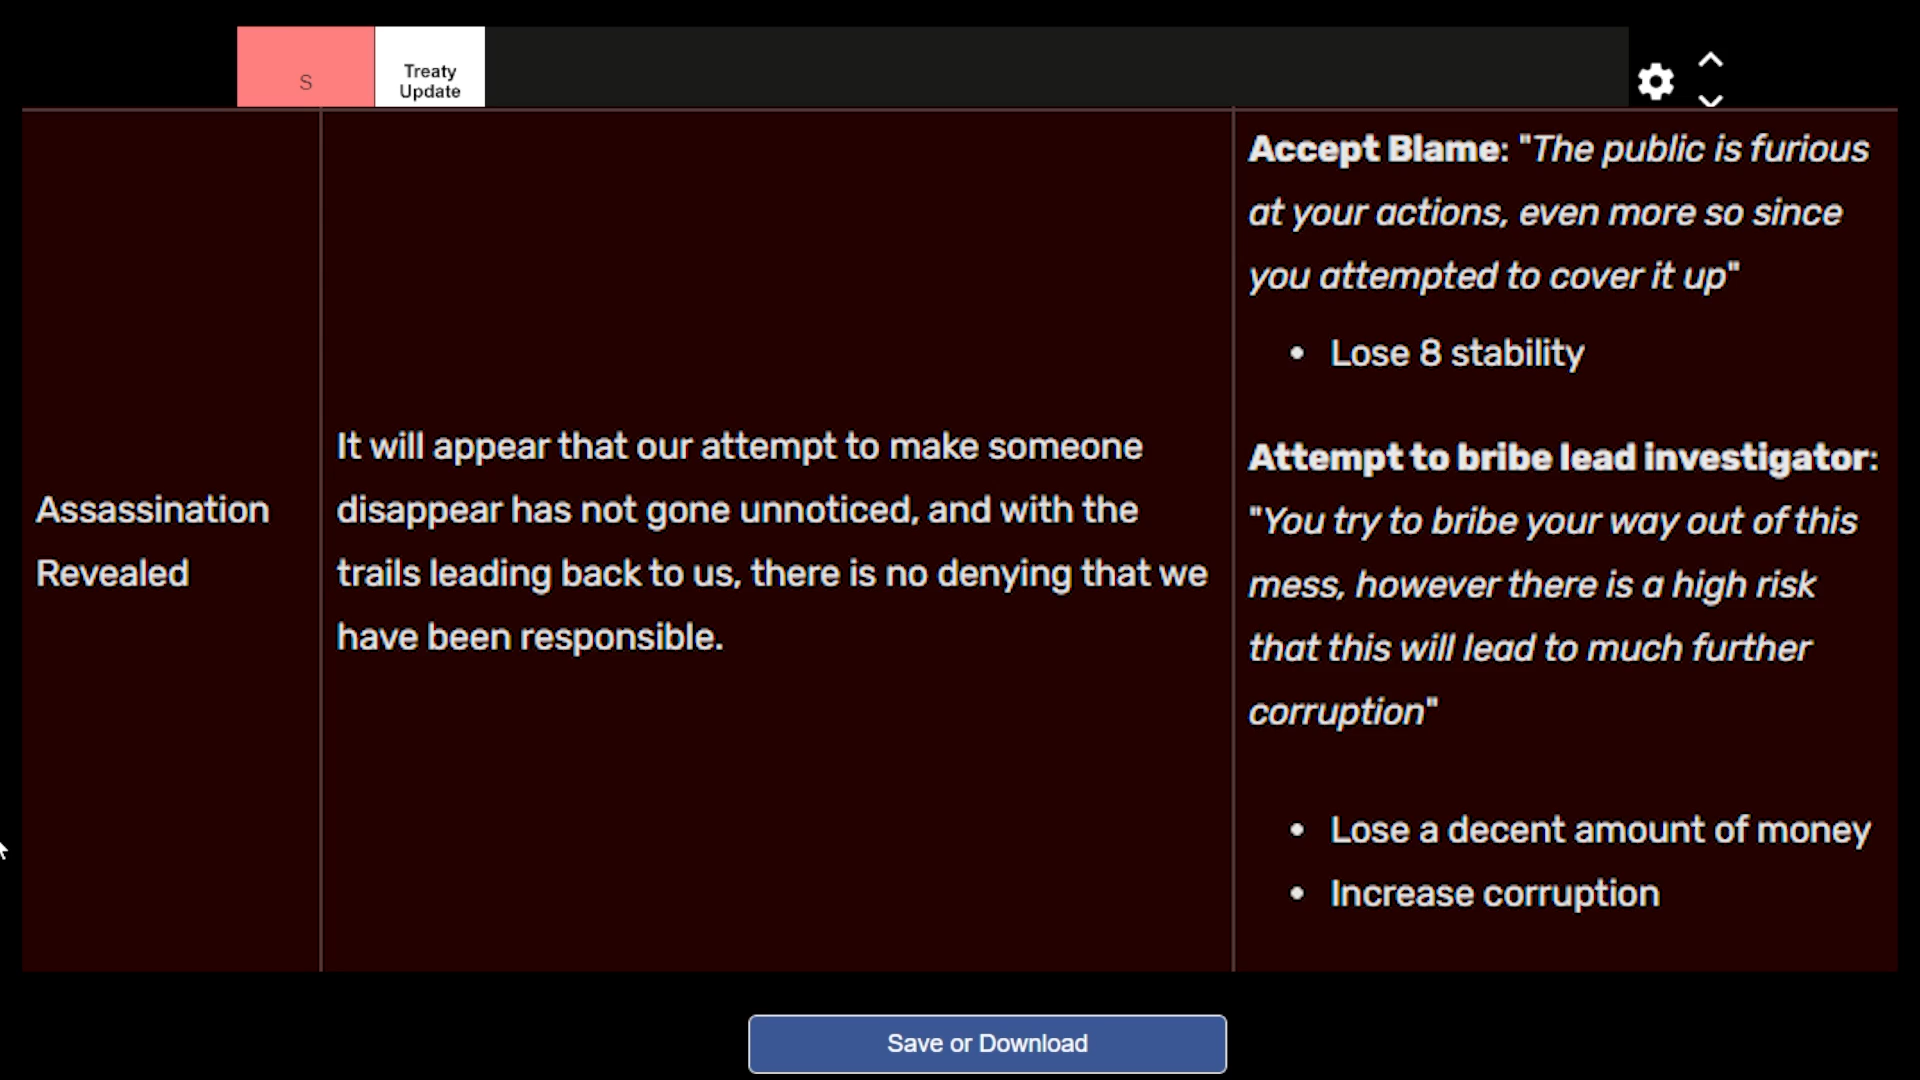 S
Treaty
Update
Accept Blame: "The public is furious
at your actions, even more so since
you attempted to cover it up"
• Lose 8 stability
Assassination
Revealed
It will appear that our attempt to make someone
disappear has not gone unnoticed, and with the
trails leading back to us, there is no denying that we
have been responsible.
Attempt to bribe lead investigator:
"You try to bribe your way out of this
mess, however there is a high risk
that this will lead to much further
corruption"
• Lose a decent amount of money
• Increase corruption
Save or Download